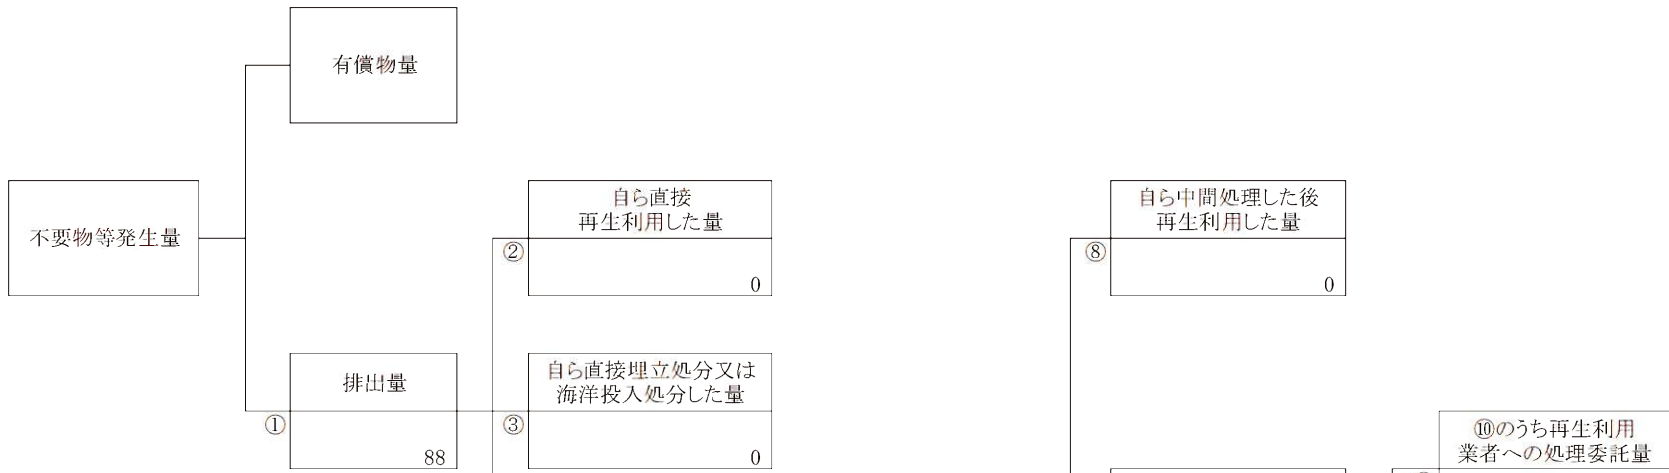 有償物量
不要物等発生量
自ら直接
再生利用した量
②
0
自ら中間処理した後
再生利用した量
⑧
0
排出量
①
88
自ら直接埋立処分又は
海洋投入処分した量
③
0
⑩のうち再生利用
業者への処理委託量